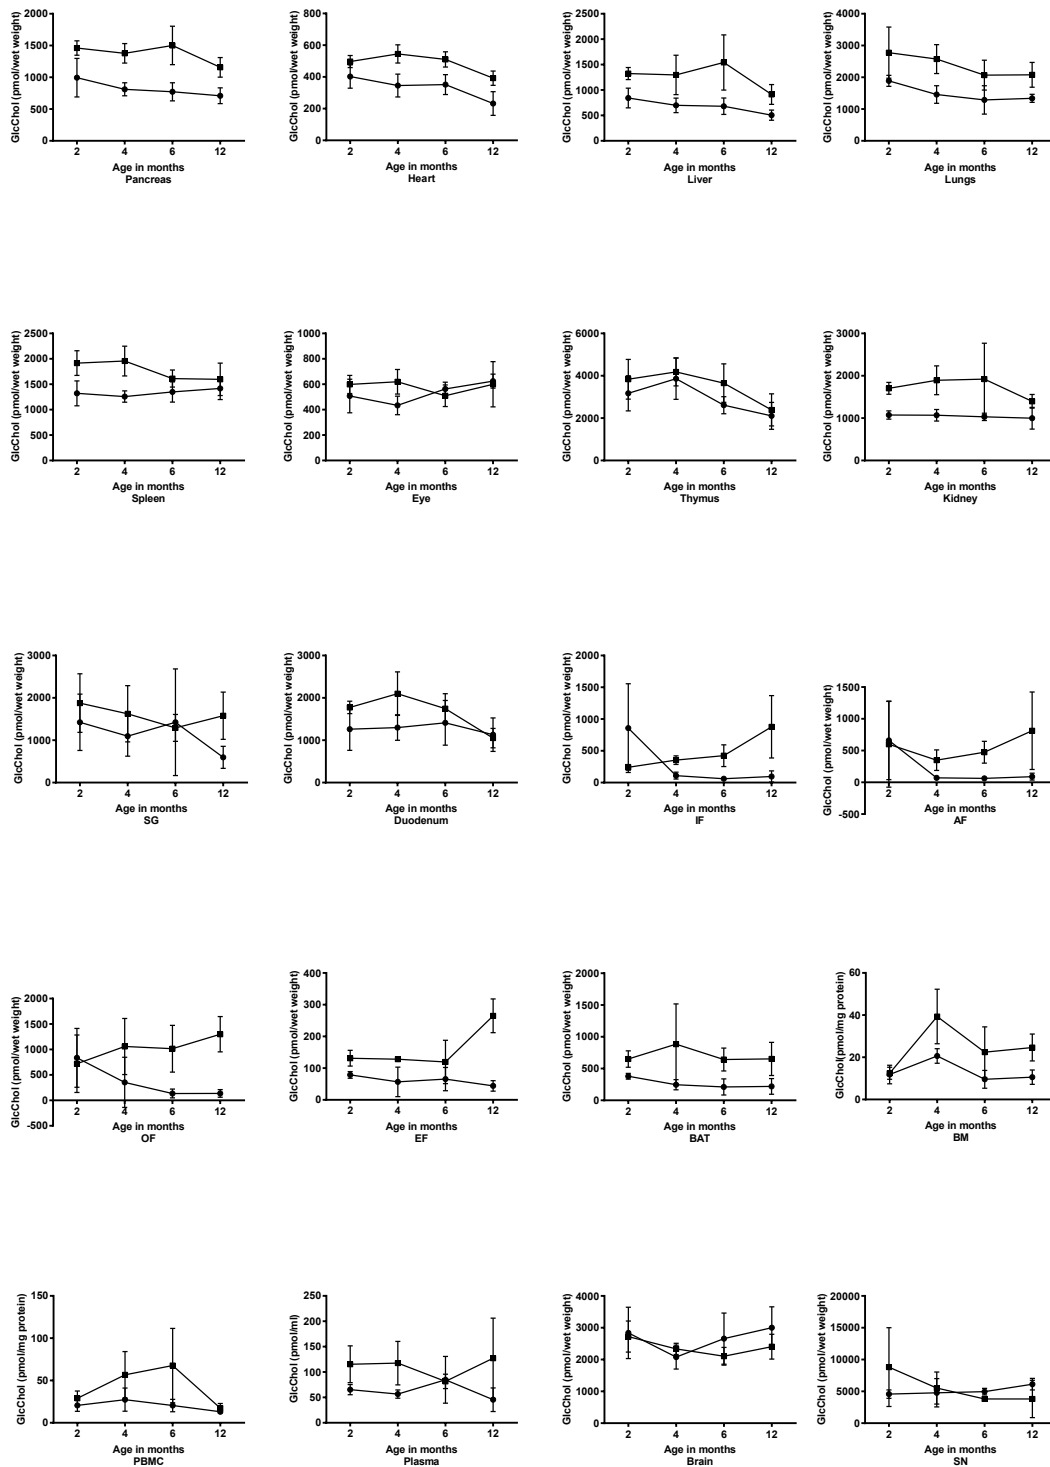 GlcChol (pmol/wet weight)
2000
1500
1000
500
0
2 4 6 12
Age in months
Pancreas
GlcChol (pmol/wet weight)
800
600
400
200
0
2 4 6 12
Age in months
Heart
GlcChol (pmol/wet weight)
2500
2000
1500
1000
500
0
2 4 6 12
Age in months
Liver
GlcChol (pmol/wet weight)
4000
3000
2000
1000
0
2 4 6 12
Age in months
Lungs
GlcChol (pmol/wet weight)
2500
2000
1500
1000
500
0
2 4 6 12
Age in months
Spleen
GlcChol (pmol/wet weight)
1000
800
600
400
200
0
2 4 6 12
Age in months
Eye
GlcChol (pmol/wet weight)
6000
4000
2000
0
2 4 6 12
Age in months
Thymus
GlcChol (pmol/wet weight)
3000
2000
1000
0
2 4 6 12
Age in months
Kidney
GlcChol (pmol/wet weight)
3000
2000
1000
0
2 4 6 12
Age in months
SG
GlcChol (pmol/wet weight)
3000
2000
1000
0
2 4 6 12
Age in months
Duodenum
GlcChol (pmol/wet weight)
2000
1500
1000
500
0
2 4 6 12
Age in months
IF
GlcChol (pmol/wet weight)
1500
1000
500
0
-500
2 4 6 12
Age in months
AF
GlcChol (pmol/wet weight)
2000
1500
1000
500
0
-500
2 4 6 12
Age in months
OF
GlcChol (pmol/wet weight)
400
300
200
100
0
2 4 6 12
Age in months
EF
GlcChol (pmol/wet weight)
2000
1500
1000
500
0
2 4 6 12
Age in months
BAT
GlcChol(pmol/mg protein)
60
40
20
0
2 4 6 12
Age in months
BM
GlcChol (pmol/mg protein)
150
100
50
0
2 4 6 12
Age in months
PBMC
GlcChol (pmol/ml)
250
200
150
100
50
0
2 4 6 12
Age in months
Plasma
GlcChol (pmol/wet weight)
4000
3000
2000
1000
0
2 4 6 12
Age in months
Brain
GlcChol (pmol/wet weight)
20000
15000
10000
5000
0
2 4 6 12
Age in months
SN